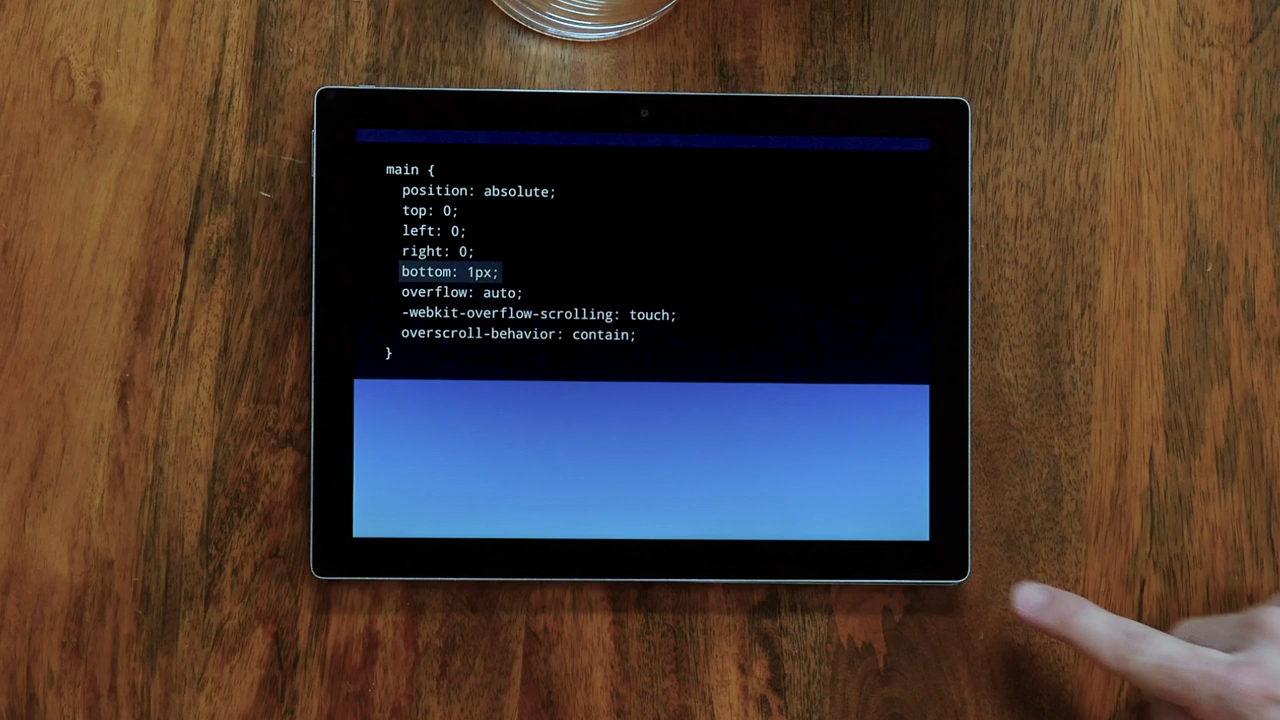 main {
position: absolute;
top: 0;
left: 0;
right: 0;
bottom: 1px;
overflow: auto;
-webkit-overflow-scrolling: touch;
overscroll-behavior: contain;
}